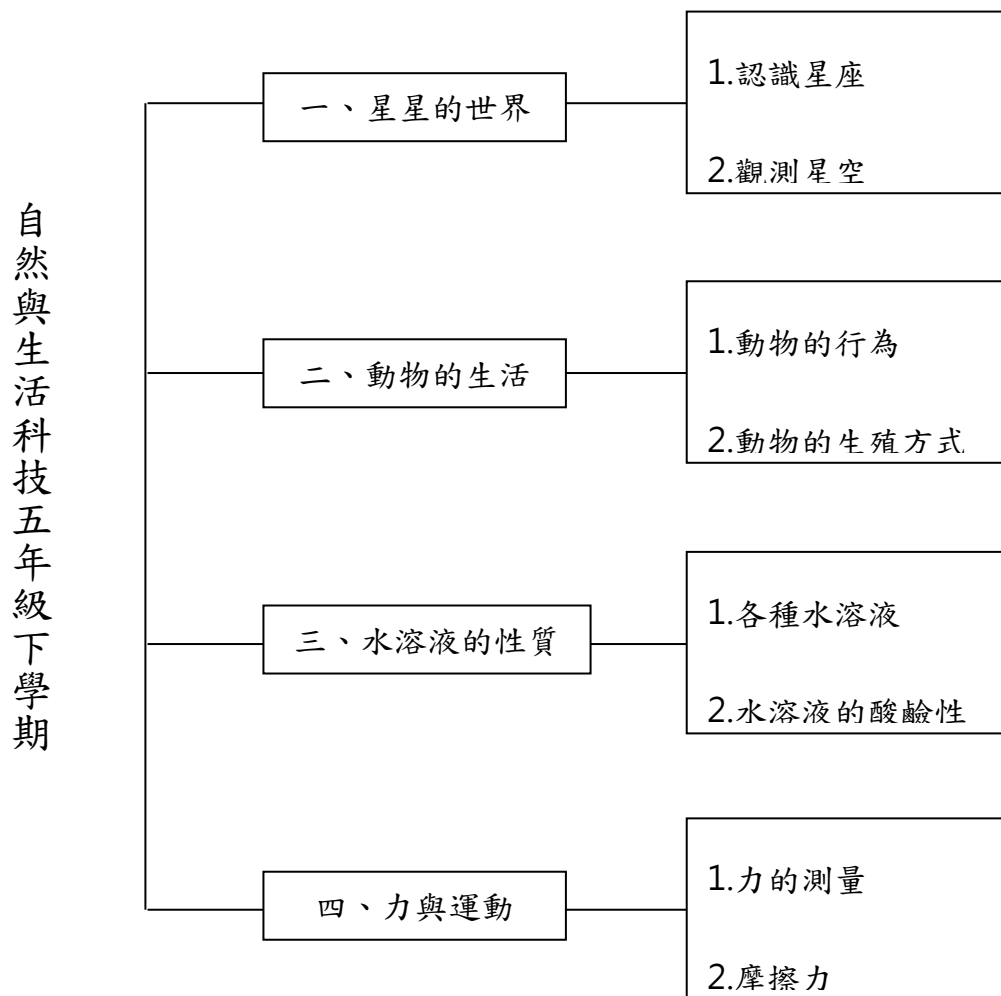 自然與生活科技五年級下學期
一、星星的世界
1.認識星座
2.觀測星空
二、動物的生活
1.動物的行為
2.動物的生殖方式
三、水溶液的性質
1.各種水溶液
2.水溶液的酸鹼性
四、力與運動
1.力的測量
2.摩擦力